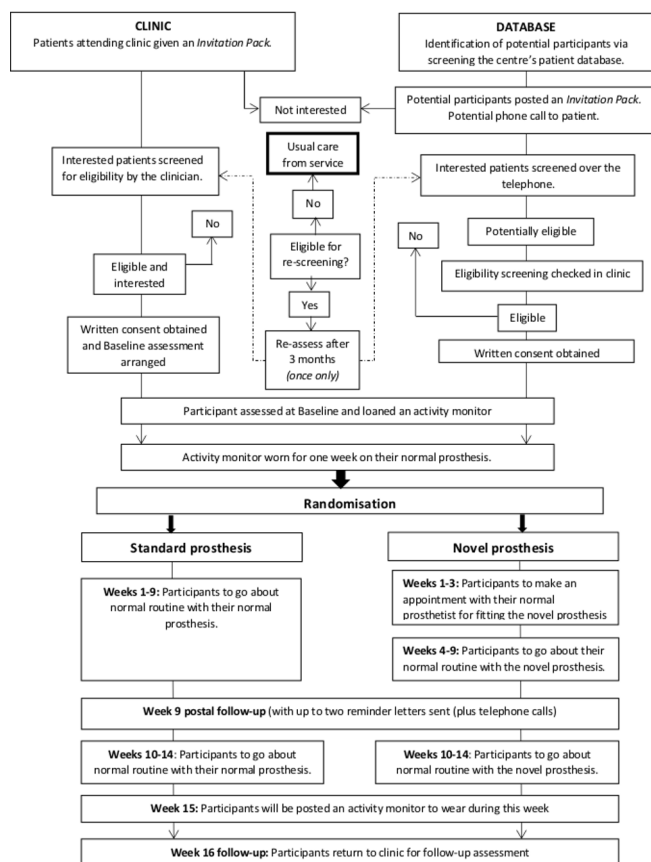 CLINIC
Patients attending clinic given an Invitation Pack.
DATABASE
Identification of potential participants via
screening the centre's patient database.
Not interested
Potential participants posted an Invitation Pack.
Potential phone call to patient.
Interested patients screened
for eligibility by the clinician.
Usual care
from service
Interested patients screened over the
telephone.
No
No
No
Potentially eligible
Eligible and
interested
Eligible for
re-screening?
Eligibility screening checked in clinic
Yes
Eligible
Written consent obtained
and Baseline assessment
arranged
Re-assess after
3 months
(once only)
Written consent obtained
Participant assessed at Baseline and loaned an activity monitor
Activity monitor worn for one week on their normal prosthesis.
Randomisation
Standard prosthesis
Novel prosthesis
Weeks 1-9: Participants to go about
normal routine with their normal
prosthesis.
Weeks 1-3: Participants to make an
appointment with their normal
prosthetist for fitting the novel prosthesis
Weeks 4-9: Participants to go about their
normal routine with the novel prosthesis.
Week 9 postal follow-up (with up to two reminder letters sent (plus telephone calls)
Weeks 10-14: Participants to go about
normal routine with their normal prosthesis.
Weeks 10-14: Participants to go about
normal routine with the novel prosthesis.
Week 15: Participants will be posted an activity monitor to wear during this week
Week 16 follow-up: Participants return to clinic for follow-up assessment